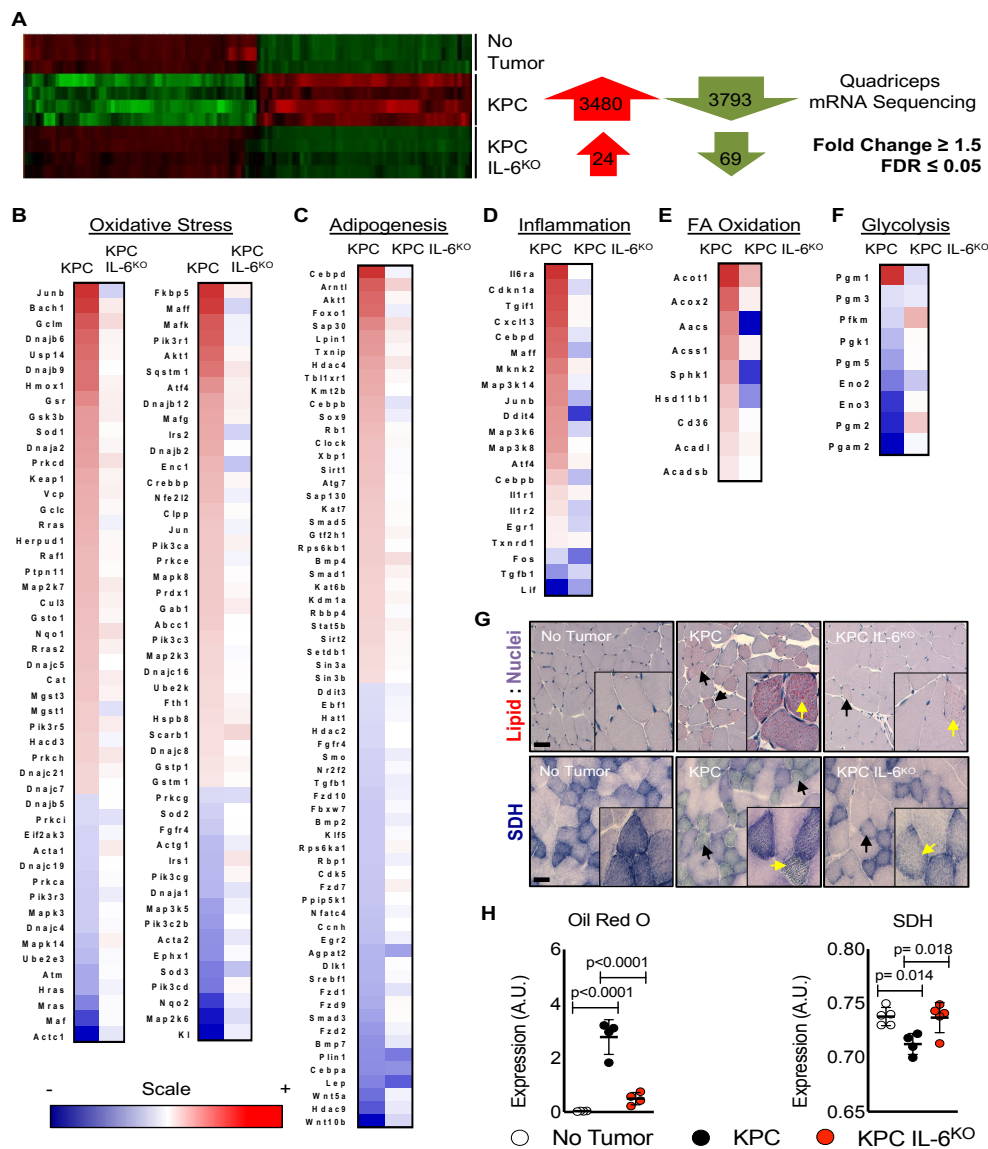 A
No
Tumor
KPC
KPC
IL-6KO
3480
3793
24
69
Quadriceps
mRNA Sequencing
Fold Change ≥ 1.5
FDR ≤ 0.05
B
Oxidative Stress
KPC
KPC
IL-6KO
Junb
Bach1
Gclm
Dnajb6
Usp14
Dnajb9
Hmox1
Gsr
Gsk3b
Sod1
Dnaja2
Prkcd
Keap1
Vcp
Gclc
Rras
Herpud1
Raf1
Ptpn11
Map2k7
Cul3
Gsto1
Nqo1
Rras2
Dnajc5
Cat
Mgst3
Mgst1
Pik3r5
Hacd3
Prkch
Dnajc21
Dnajc7
Dnajb5
Prkci
Eif2ak3
Acta1
Dnajc19
Prkca
Pik3r3
Mapk3
Dnajc4
Mapk14
Ube2e3
Atm
Hras
Mras
Maf
Actc1
KPC
KPC
IL-6KO
Fkbp5
Maff
Mafk
Pik3r1
Akt1
Sqstm1
Atf4
Dnajb12
Mafg
Irs2
Dnajb2
Enc1
Crebbp
Nfe2l2
Clpp
Jun
Pik3ca
Prkce
Mapk8
Prdx1
Gab1
Abcc1
Pik3c3
Map2k3
Dnajc16
Ube2k
Fth1
Hspb8
Scarb1
Dnajc8
Gstp1
Gstm1
Prkcg
Sod2
Fgfr4
Actg1
Irs1
Pik3cg
Dnaja1
Map3k5
Pik3c2b
Acta2
Ephx1
Sod3
Pik3cd
Nqo2
Map2k6
Kl
- Scale +
C
Adipogenesis
KPC KPC IL-6KO
Cebpd
Arntl
Akt1
Foxo1
Sap30
Lpin1
Txnip
Hdac4
Tbl1xr1
Kmt2b
Cebpb
Sox9
Rb1
Clock
Xbp1
Sirt1
Atg7
Sap130
Kat7
Smad5
Gtf2h1
Rps6kb1
Bmp4
Smad1
Kat6b
Kdm1a
Rbbp4
Stat5b
Sirt2
Setdb1
Sin3a
Sin3b
Ddit3
Ebf1
Hat1
Hdac2
Fgfr4
Smo
Nr2f2
Tgfb1
Fzd10
Fbxw7
Bmp2
Klf5
Rps6ka1
Rbp1
Cdk5
Fzd7
Ppip5k1
Nfatc4
Ccnh
Egr2
Agpat2
Dlk1
Srebf1
Fzd1
Fzd9
Smad3
Fzd2
Bmp7
Plin1
Cebpa
Lep
Wnt5a
Hdac9
Wnt10b
D
Inflammation
KPC KPC IL-6KO
Il6ra
Cdkn1a
Tgif1
Cxcl13
Cebpd
Maff
Mknk2
Map3k14
Junb
Ddit4
Map3k6
Map3k8
Atf4
Cebpb
Il1r1
Il1r2
Egr1
Txnrd1
Fos
Tgfb1
Lif
E
FA Oxidation
KPC KPC IL-6KO
Acot1
Acox2
Aacs
Acss1
Sphk1
Hsd11b1
Cd36
Acadl
Acadsb
F
Glycolysis
KPC KPC IL-6KO
Pgm1
Pgm3
Pfkm
Pgk1
Pgm5
Eno2
Eno3
Pgm2
Pgam2
G
Lipid : Nuclei
No Tumor
KPC
KPC IL-6KO
SDH
No Tumor
KPC
KPC IL-6KO
H
Oil Red O
Expression (A.U.)
6
4
2
0
p<0.0001
p<0.0001
SDH
Expression (A.U.)
0.80
0.75
0.70
0.65
p= 0.018
p= 0.014
No Tumor KPC KPC IL-6KO